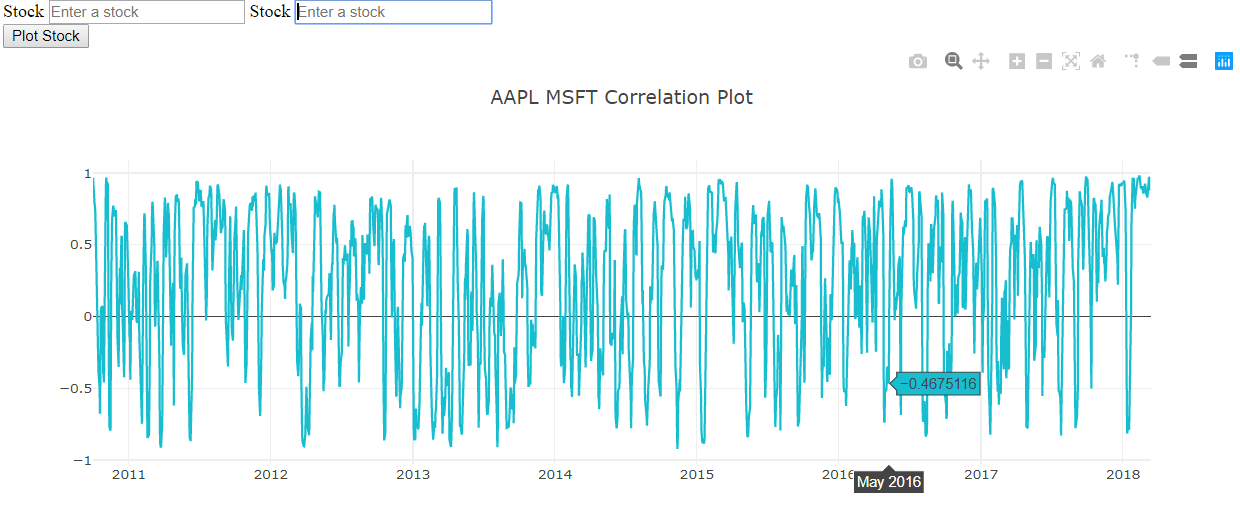 Stock Enter a stock Stock Enter a stock
Plot Stock
AAPL MSFT Correlation Plot
1
0.5
0
−0.5
−1
−0.4675116
2011 2012 2013 2014 2015 2016 2017 2018
May 2016